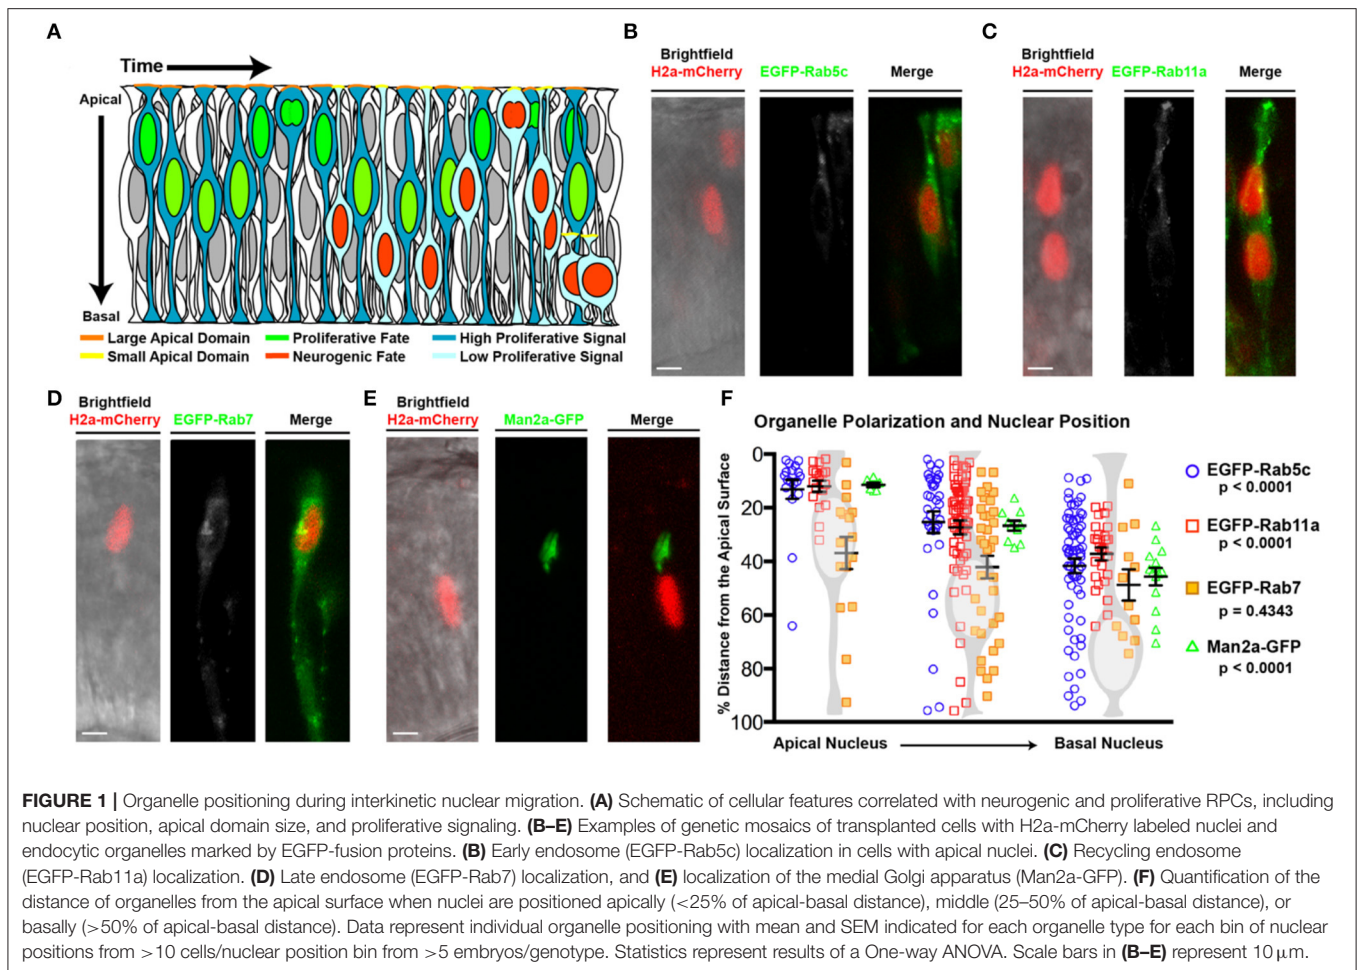 (A)
Time
Apical
Basal
Large Apical Domain
Small Apical Domain
Proliferative Fate
Neurogenic Fate
High Proliferative Signal
Low Proliferative Signal
(B)
Brightfield
H2a-mCherry EGFP-Rab5c Merge
(C)
Brightfield
H2a-mCherry EGFP-Rab11a Merge
(D)
Brightfield
H2a-mCherry EGFP-Rab7 Merge
(E)
Brightfield
H2a-mCherry Man2a-GFP Merge
F
Organelle Polarization and Nuclear Position
% Distance from the Apical Surface
0
20
40
60
80
100
Apical Nucleus Basal Nucleus
EGFP-Rab5c
p < 0.0001
EGFP-Rab11a
p < 0.0001
EGFP-Rab7
p = 0.4343
Man2a-GFP
p < 0.0001
FIGURE 1 | Organelle positioning during interkinetic nuclear migration. (A) Schematic of cellular features correlated with neurogenic and proliferative RPCs, including
nuclear position, apical domain size, and proliferative signaling. (B–E) Examples of genetic mosaics of transplanted cells with H2a-mCherry labeled nuclei and
endocytic organelles marked by EGFP-fusion proteins. (B) Early endosome (EGFP-Rab5c) localization in cells with apical nuclei. (C) Recycling endosome
(EGFP-Rab11a) localization. (D) Late endosome (EGFP-Rab7) localization, and (E) localization of the medial Golgi apparatus (Man2a-GFP). (F) Quantification of the
distance of organelles from the apical surface when nuclei are positioned apically (<25% of apical-basal distance), middle (25–50% of apical-basal distance), or
basally (>50% of apical-basal distance). Data represent individual organelle positioning with mean and SEM indicated for each organelle type for each bin of nuclear
positions from >10 cells/nuclear position bin from >5 embryos/genotype. Statistics represent results of a One-way ANOVA. Scale bars in (B–E) represent 10 μm.